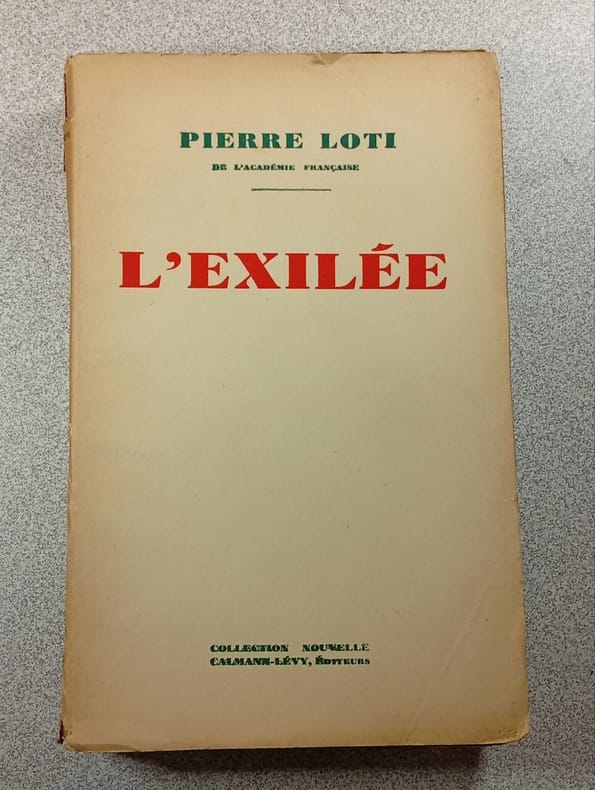 PIERRE LOTI
DE L'ACADÉMIE FRANÇAISE
L'EXILÉE
COLLECTION NOUVELLE
CALMANN-LÉVY, ÉDITEURS